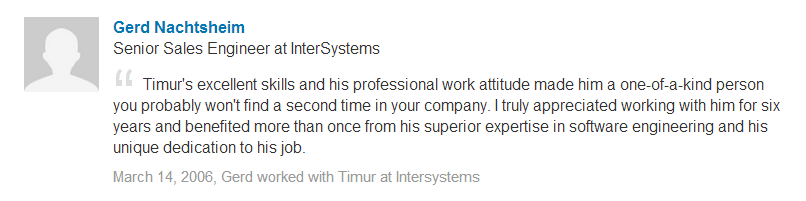 Gerd Nachtsheim
Senior Sales Engineer at InterSystems
“ Timur's excellent skills and his professional work attitude made him a one-of-a-kind person
you probably won't find a second time in your company. I truly appreciated working with him for six
years and benefited more than once from his superior expertise in software engineering and his
unique dedication to his job.
March 14, 2006, Gerd worked with Timur at Intersystems